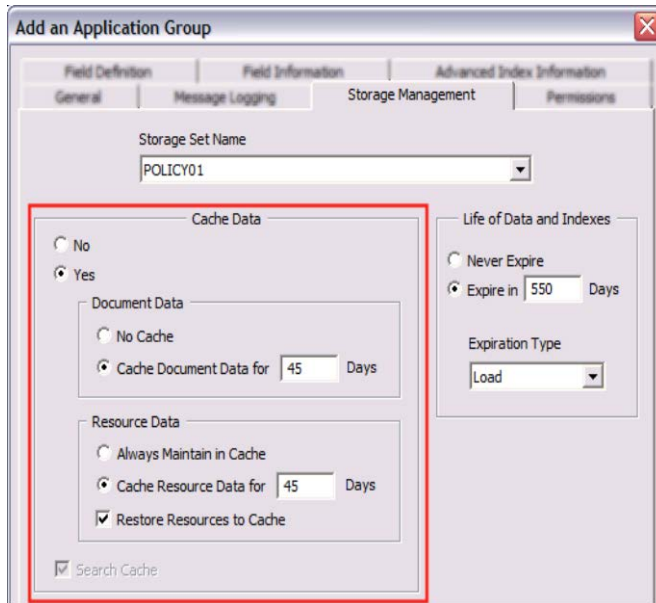 Add an Application Group
Field Definition Field Information Advanced Index Information
General Message Logging Storage Management Permissions
Storage Set Name
POLICY01
Cache Data
No
Yes
Document Data
No Cache
Cache Document Data for 45 Days
Resource Data
Always Maintain in Cache
Cache Resource Data for 45 Days
Restore Resources to Cache
Search Cache
Life of Data and Indexes
Never Expire
Expire in 550 Days
Expiration Type
Load